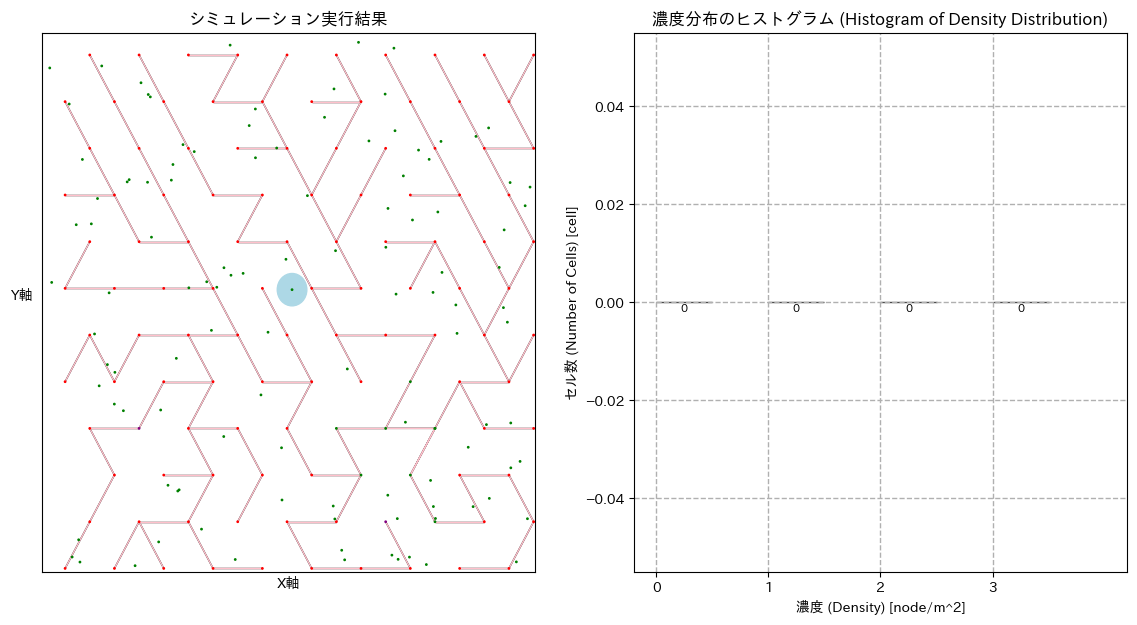 シミュレーション実行結果
Y軸
X軸
濃度分布のヒストグラム (Histogram of Density Distribution)
セル数 (Number of Cells) [cell]
0.04
0.02
0.00
−0.02
−0.04
0
0
0
0
0
1
2
3
濃度 (Density) [node/m^2]